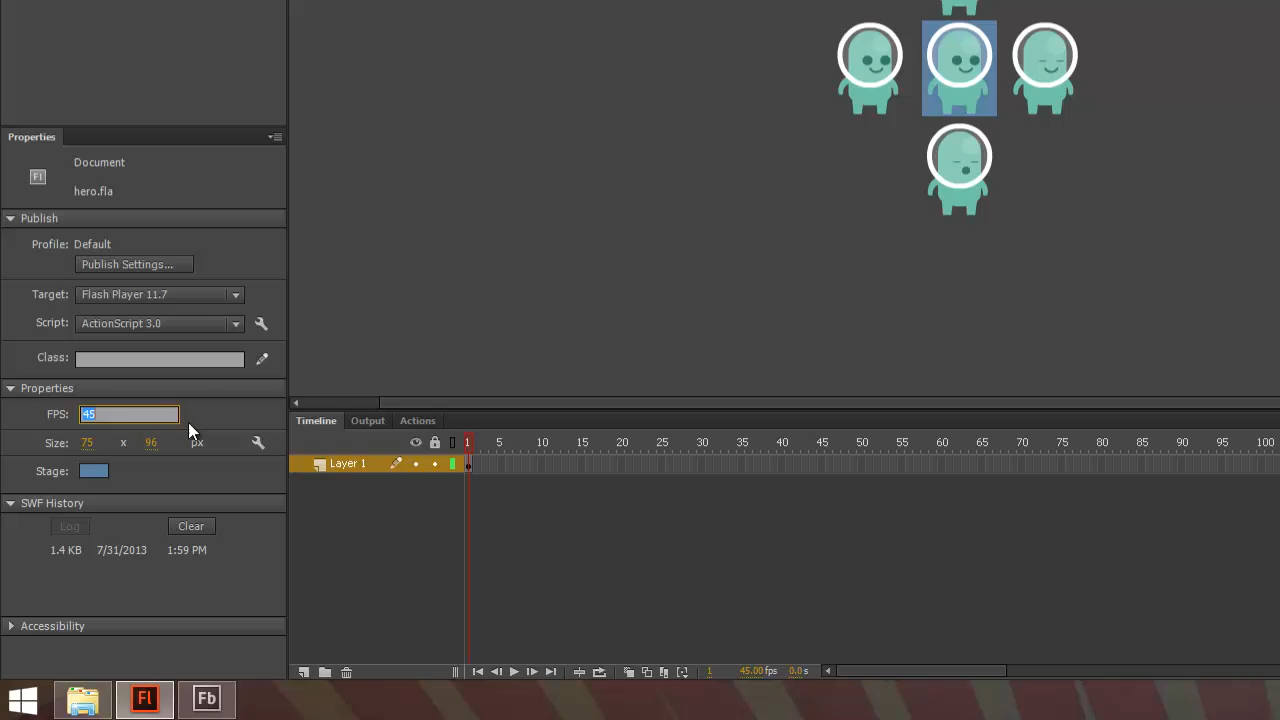 Properties
Document
Fl
hero.fla
Publish
Profile: Default
Publish Settings...
Target: Flash Player 11.7
Script: ActionScript 3.0
Class:
Properties
FPS: 45
Size: 75 x 96 px
Stage:
SWF History
Log Clear
1.4 KB 7/31/2013 1:59 PM
Accessibility
Timeline Output Actions
1 5 10 15 20 25 30 35 40 45 50 55 60 65 70 75 80 85 90 95 100
Layer 1
1 45.00 fps 0.0 s
Fl Fb